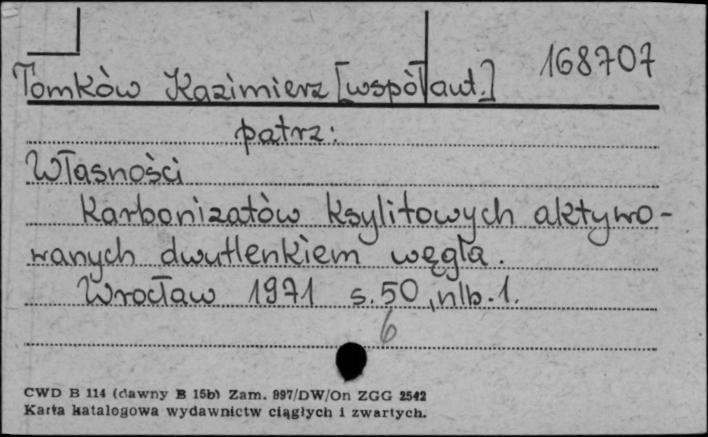 Tomków Kazimierz [współaut.] 168707
patrz:
Własności
karbonizatów ksylitowych aktywo-
wanych dwutlenkiem węgla.
Wrocław 1971 s. 50, nlb. 1.
6
CWD B 114 (dawny B 15b) Zam. 897/DW/On ZGG 2542
Karta katalogowa wydawnictw ciągłych i zwartych.